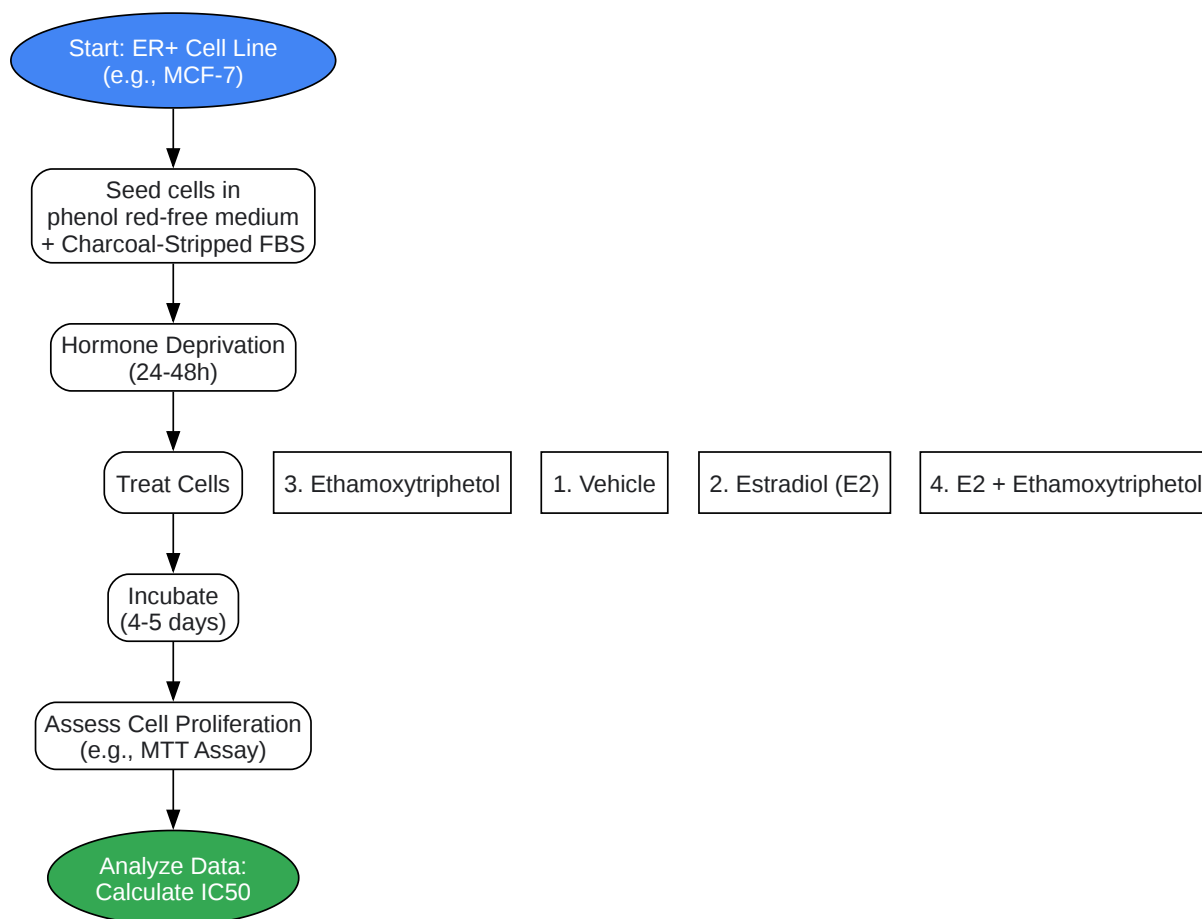 Start: ER+ Cell Line
(e.g., MCF-7)
Seed cells in
phenol red-free medium
+ Charcoal-Stripped FBS
Hormone Deprivation
(24-48h)
Treat Cells
3. Ethamoxytriphetol
1. Vehicle
2. Estradiol (E2)
4. E2 + Ethamoxytriphetol
Incubate
(4-5 days)
Assess Cell Proliferation
(e.g., MTT Assay)
Analyze Data:
Calculate IC50